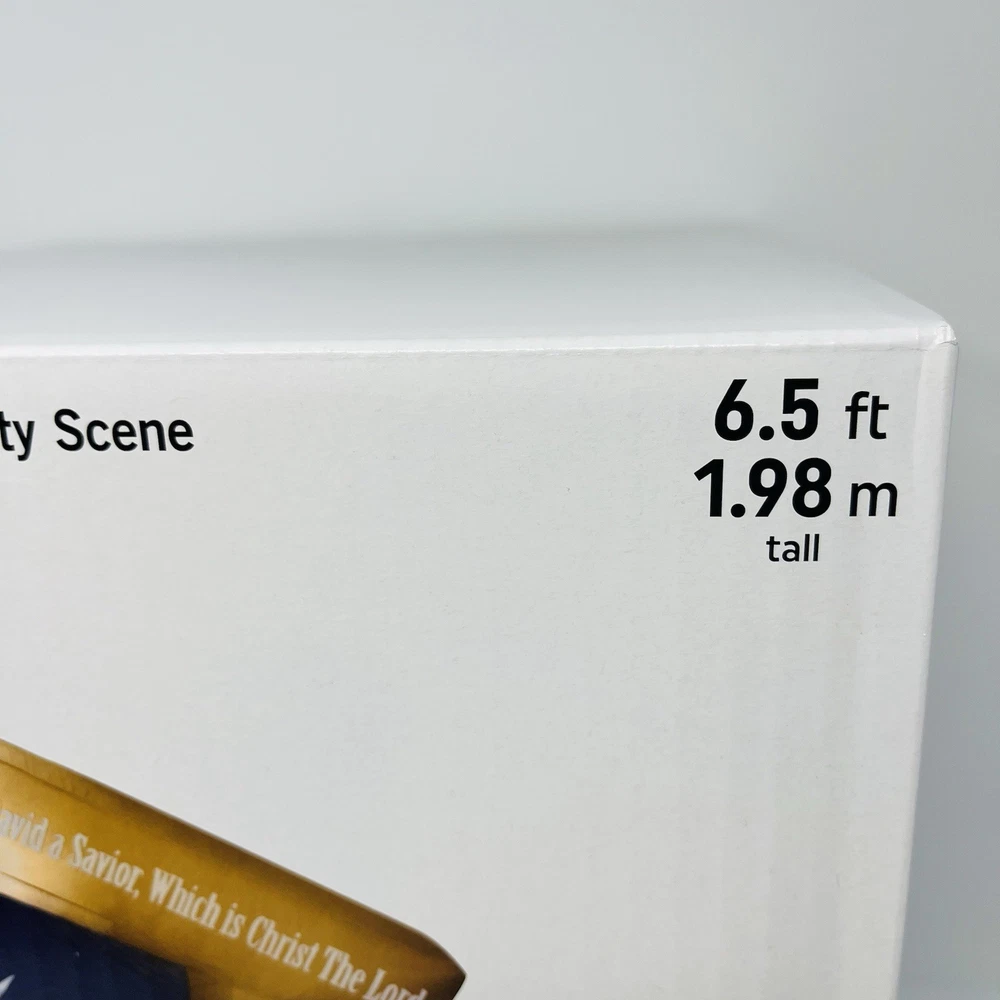 ty Scene
6.5 ft
1.98 m
tall
avid a Savior, Which is Christ The Lord